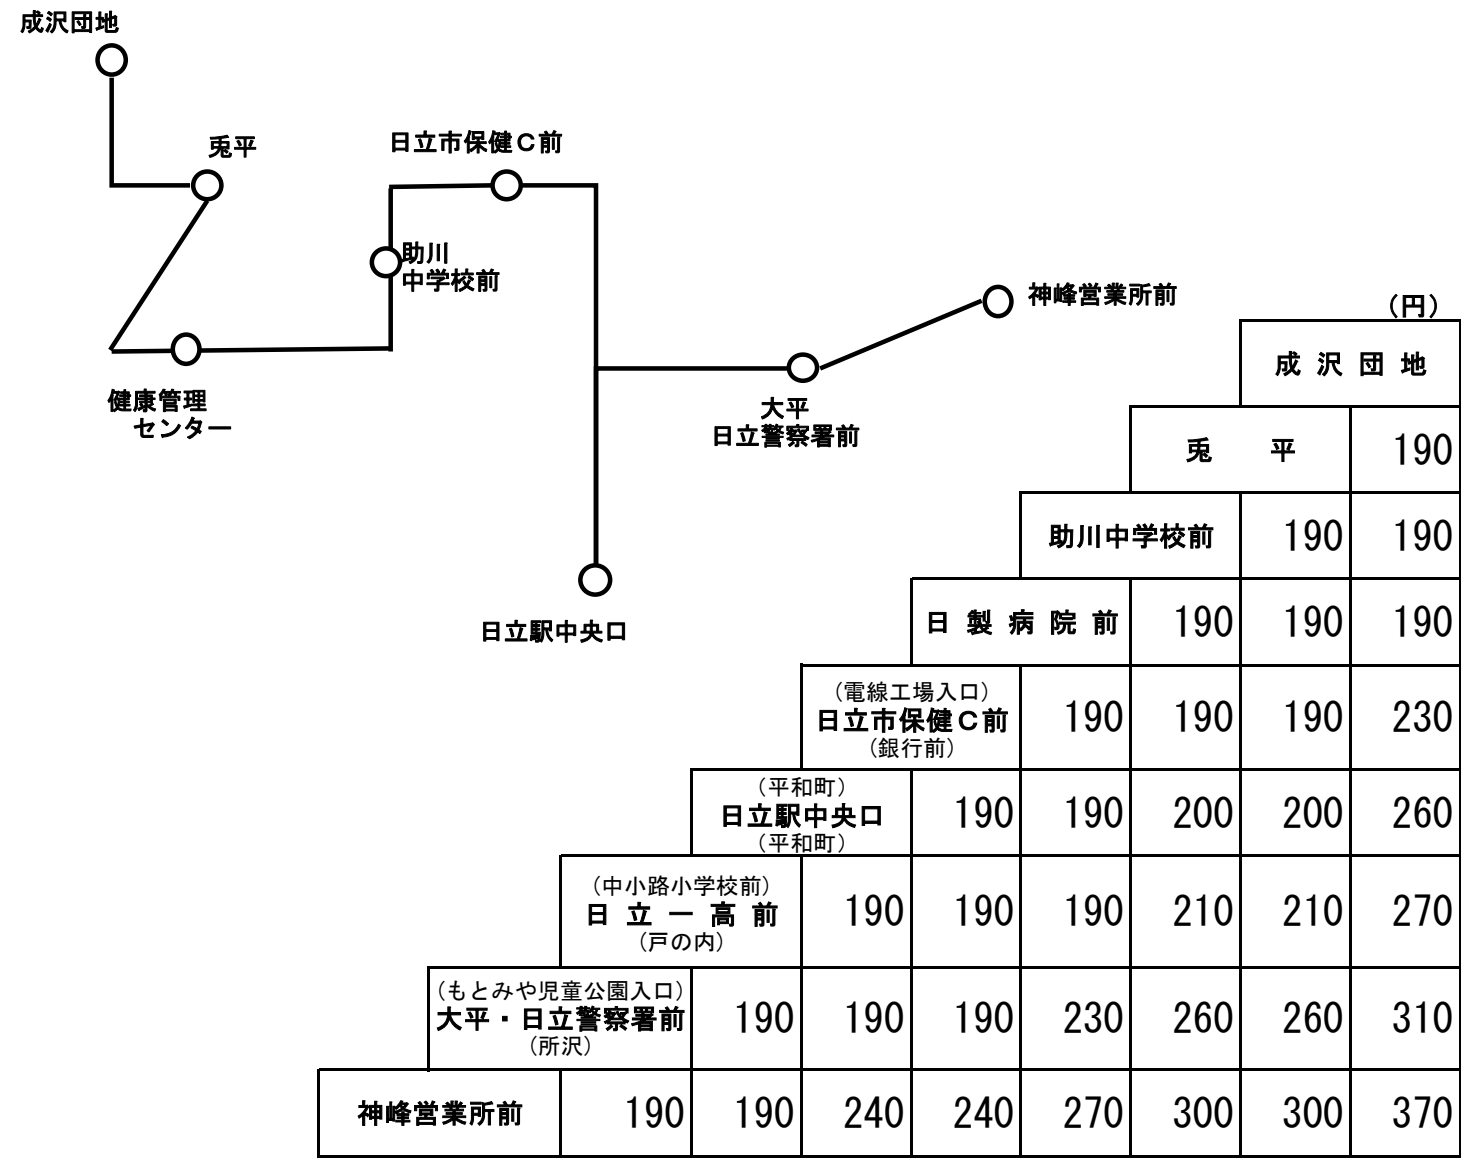 成沢団地
兎平
日立市保健Ｃ前
助川
中学校前
神峰営業所前
健康管理
センター
大平
日立警察署前
日立駅中央口
（円）
成沢団地
兎平 190
助川中学校前 190 190
日製病院前 190 190 190
（電線工場入口）
日立市保健Ｃ前 190 190 190 230
（銀行前）
（平和町）
日立駅中央口 190 190 200 200 260
（平和町）
（中小路小学校前）
日立一高前 190 190 190 210 210 270
（戸の内）
（もとみや児童公園入口）
大平・日立警察署前 190 190 190 230 260 260 310
（所沢）
神峰営業所前 190 190 240 240 270 300 300 370